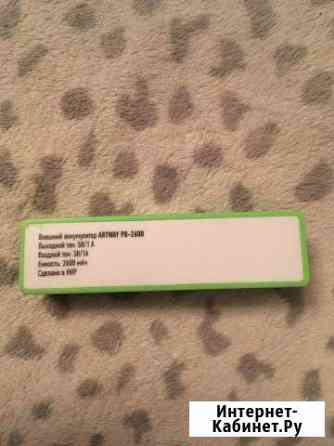 Внешний аккумулятор ARTWAY PB-2600
Выходной ток: 5В/1 А
Входной ток: 5В/1А
Емкость: 2600 мАч
Сделано в КНР
Интернет-
Кабинет.Ру